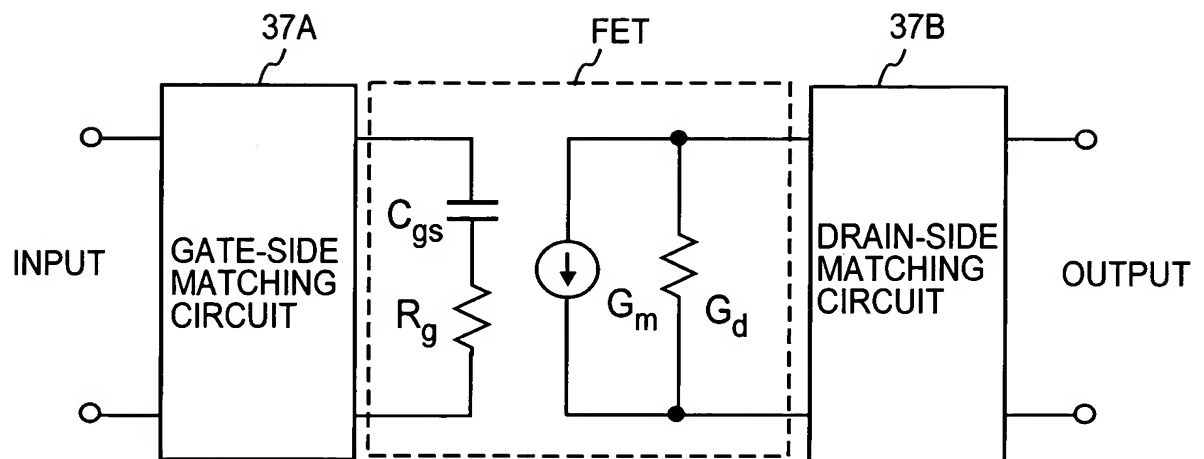 37A
FET
37B
INPUT
GATE-SIDE
MATCHING
CIRCUIT
Cgs
Rg
Gm
Gd
DRAIN-SIDE
MATCHING
CIRCUIT
OUTPUT